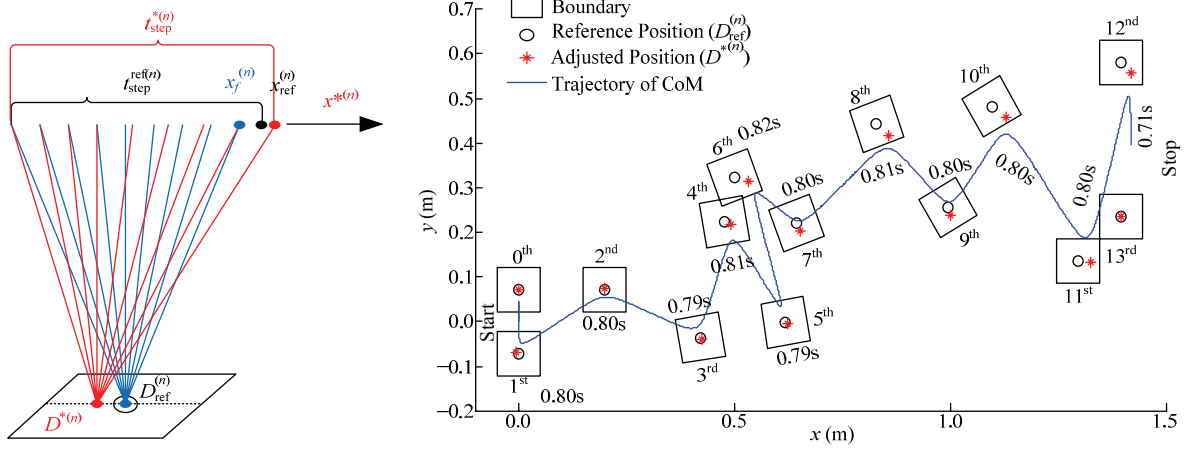 t*(n)step
tref(n)step
xf(n)
xref(n)
x*(n)
Dref(n)
D*(n)
Boundary
Reference Position (Dref(n))
Adjusted Position (D*(n))
Trajectory of CoM
0.7
0.6
0.5
0.4
0.3
0.2
0.1
0.0
−0.1
−0.2
y (m)
0.0
0.5
1.0
1.5
x (m)
Start
0th
1st
0.80s
2nd
0.80s
3rd
0.79s
4th
0.81s
5th
0.79s
6th
0.82s
7th
0.80s
8th
0.81s
9th
0.80s
10th
0.80s
11st
0.80s
12nd
0.71s
13rd
Stop